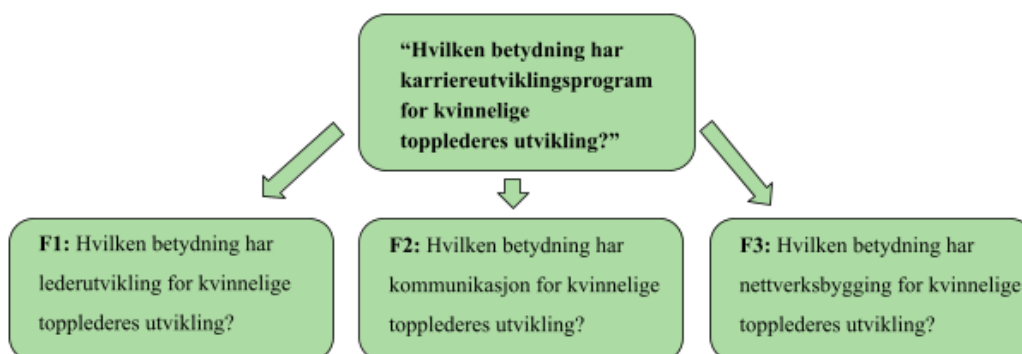 “Hvilken betydning har
karriereutviklingsprogram
for kvinnelige
topplederes utvikling?”
F1: Hvilken betydning har
lederutvikling for kvinnelige
topplederes utvikling?
F2: Hvilken betydning har
kommunikasjon for kvinnelige
topplederes utvikling?
F3: Hvilken betydning har
nettverksbygging for kvinnelige
topplederes utvikling?